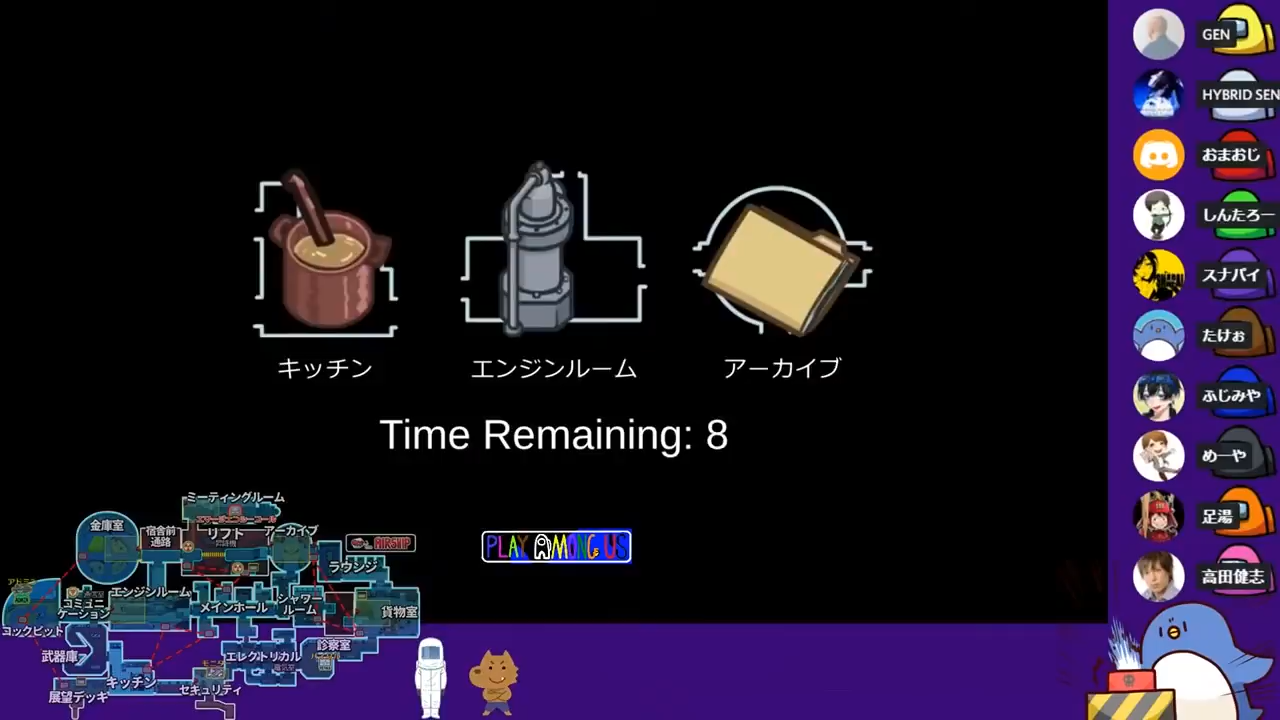 GEN
HYBRID SEN
おまおじ
しんたろー
スナバイ
たけぉ
ふじみや
めーや
足湯
高田健志
キッチン
エンジンルーム
アーカイブ
Time Remaining: 8
PLAY AMONG US
ミーティングルーム
金庫室
宿舎前
通路
リフト
アーカイブ
AIRSHIP
ラウンジ
エンジンルーム
コミュニ
ケーション
メインホール
シャワー
ルーム
貨物室
コックピット
武器庫
エレクトリカル
診察室
キッチン
セキュリティ
展望デッキ